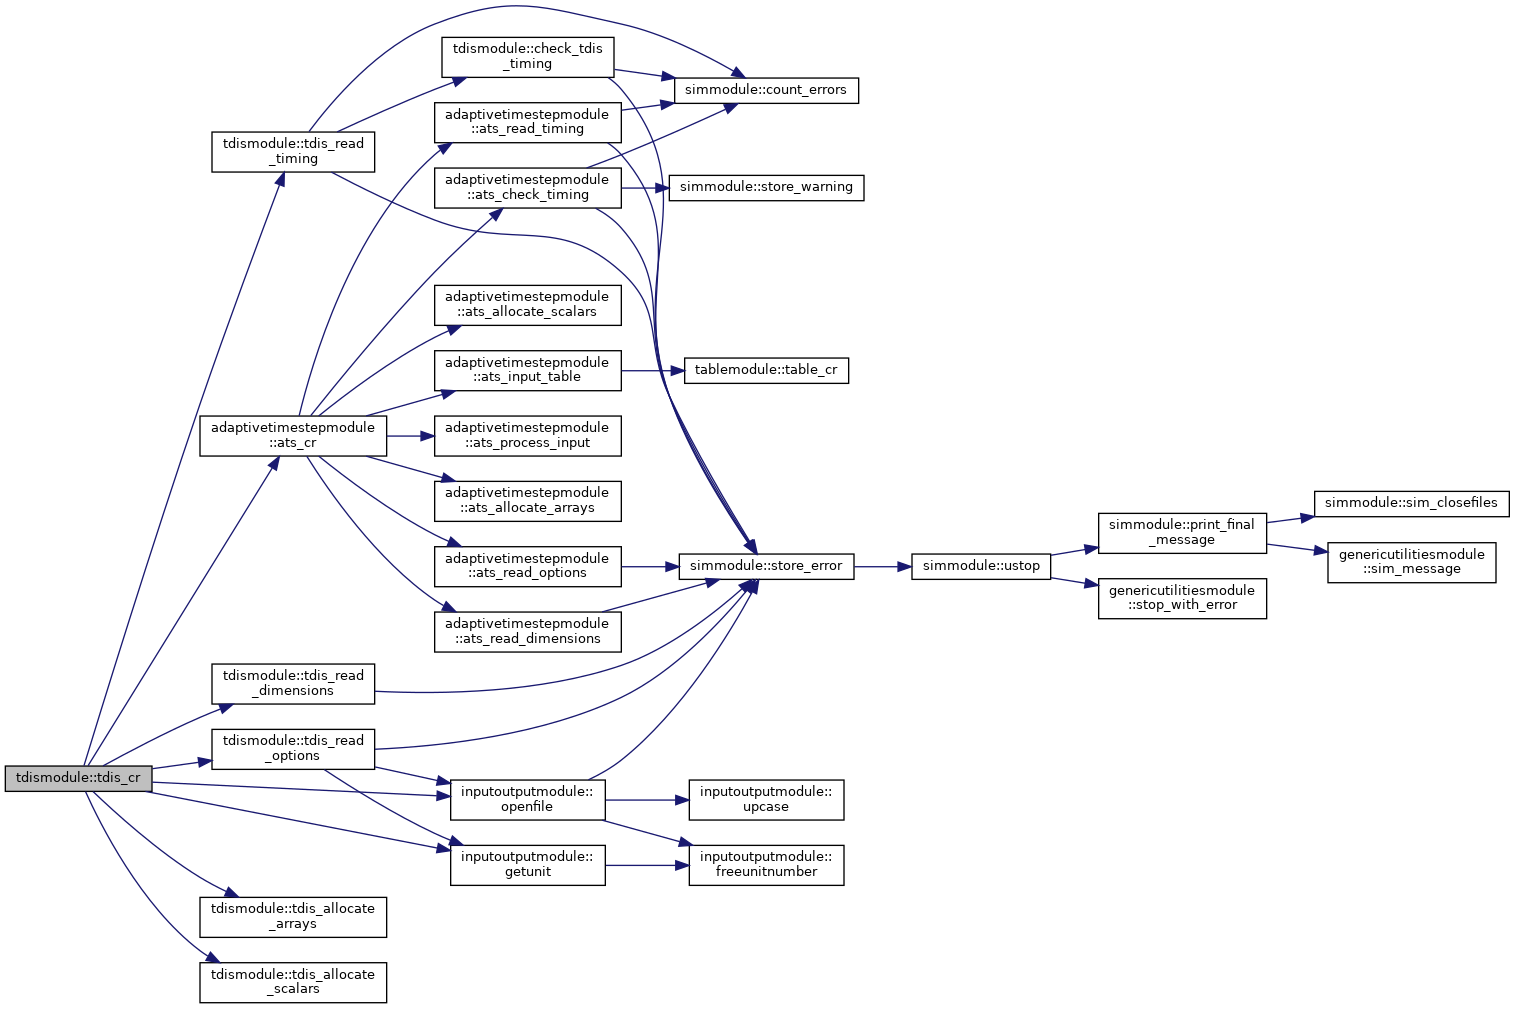 tdismodule::check_tdis
_timing
simmodule::count_errors
adaptivetimestepmodule
::ats_read_timing
tdismodule::tdis_read
_timing
adaptivetimestepmodule
::ats_check_timing
simmodule::store_warning
adaptivetimestepmodule
::ats_allocate_scalars
adaptivetimestepmodule
::ats_input_table
tablemodule::table_cr
adaptivetimestepmodule
::ats_cr
adaptivetimestepmodule
::ats_process_input
adaptivetimestepmodule
::ats_allocate_arrays
simmodule::sim_closefiles
simmodule::print_final
_message
adaptivetimestepmodule
::ats_read_options
simmodule::store_error
simmodule::ustop
genericutilitiesmodule
::sim_message
genericutilitiesmodule
::stop_with_error
adaptivetimestepmodule
::ats_read_dimensions
tdismodule::tdis_read
_dimensions
tdismodule::tdis_read
_options
tdismodule::tdis_cr
inputoutputmodule::
openfile
inputoutputmodule::
upcase
inputoutputmodule::
getunit
inputoutputmodule::
freeunitnumber
tdismodule::tdis_allocate
_arrays
tdismodule::tdis_allocate
_scalars